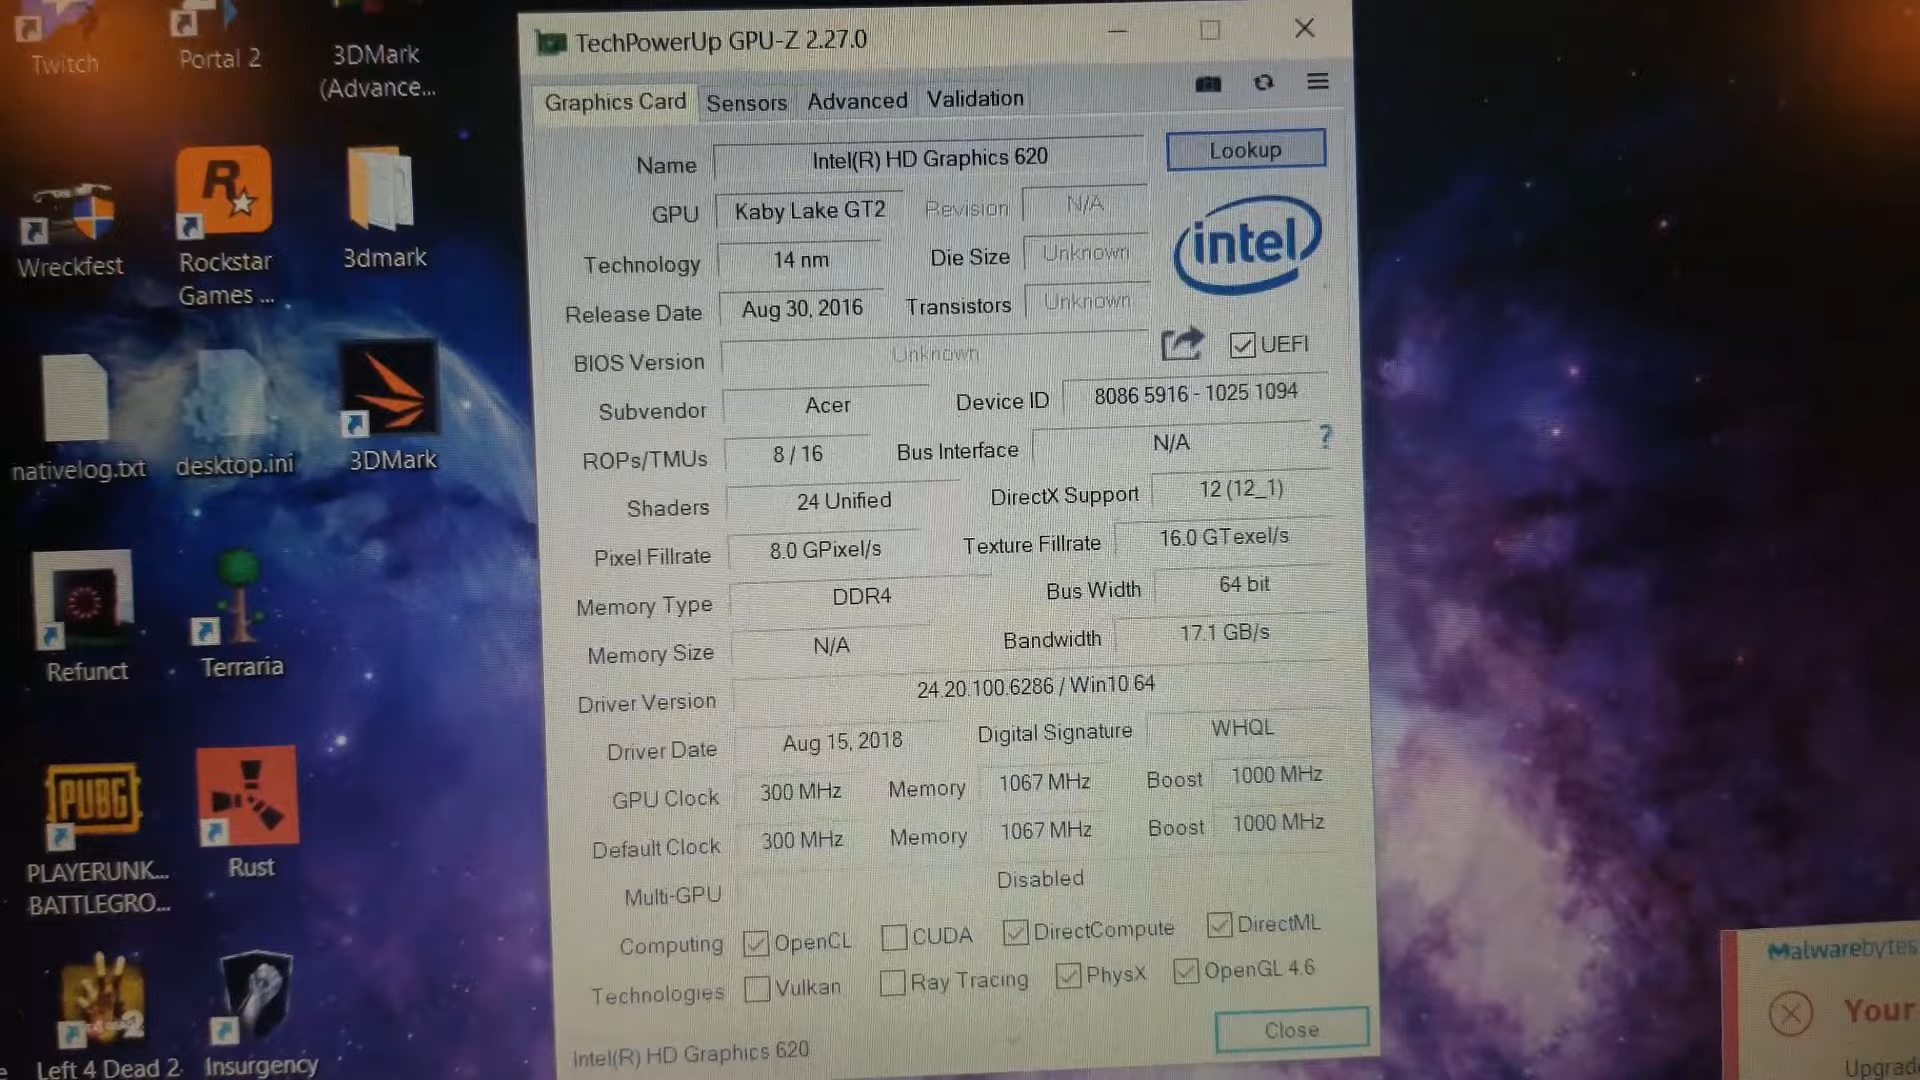 Twitch
Portal 2
3DMark
(Advance...
Wreckfest
Rockstar
Games ...
3dmark
nativelog.txt
desktop.ini
3DMark
Refunct
Terraria
PUBG
PLAYERUNK...
BATTLEGRO...
Rust
Left 4 Dead 2
Insurgency
TechPowerUp GPU-Z 2.27.0
Graphics Card Sensors Advanced Validation
Name Intel(R) HD Graphics 620 Lookup
GPU Kaby Lake GT2 Revision N/A
intel
Technology 14 nm Die Size Unknown
Release Date Aug 30, 2016 Transistors Unknown
BIOS Version Unknown UEFI
Subvendor Acer Device ID 8086 5916 - 1025 1094
ROPs/TMUs 8 / 16 Bus Interface N/A ?
Shaders 24 Unified DirectX Support 12 (12_1)
Pixel Fillrate 8.0 GPixel/s Texture Fillrate 16.0 GTexel/s
Memory Type DDR4 Bus Width 64 bit
Memory Size N/A Bandwidth 17.1 GB/s
Driver Version 24.20.100.6286 / Win10 64
Driver Date Aug 15, 2018 Digital Signature WHQL
GPU Clock 300 MHz Memory 1067 MHz Boost 1000 MHz
Default Clock 300 MHz Memory 1067 MHz Boost 1000 MHz
Multi-GPU Disabled
Computing OpenCL CUDA DirectCompute DirectML
Technologies Vulkan Ray Tracing PhysX OpenGL 4.6
Intel(R) HD Graphics 620 Close
Malwarebytes
Your
Upgrad